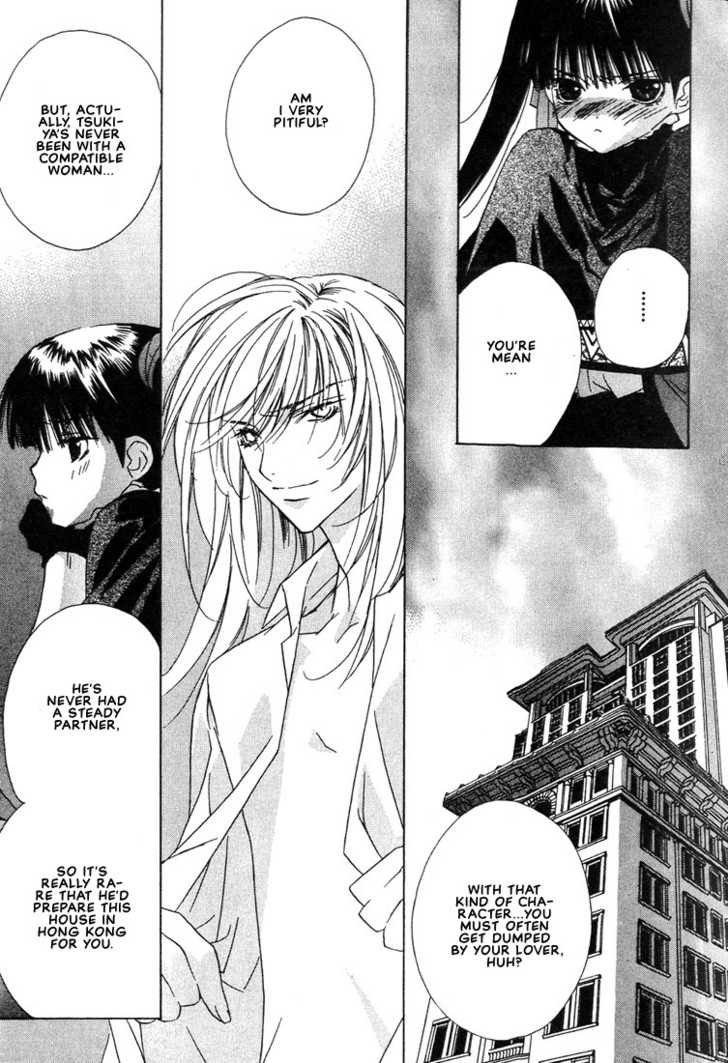 ......
YOU'RE
MEAN
...
WITH THAT
KIND OF CHA-
RACTER...YOU
MUST OFTEN
GET DUMPED
BY YOUR LOVER,
HUH?
AM
I VERY
PITIFUL?
BUT, ACTU-
ALLY, TSUKI-
YA'S NEVER
BEEN WITH A
COMPATIBLE
WOMAN...
HE'S
NEVER HAD
A STEADY
PARTNER,
SO IT'S
REALLY RA-
RE THAT HE'D
PREPARE THIS
HOUSE IN
HONG KONG
FOR YOU.